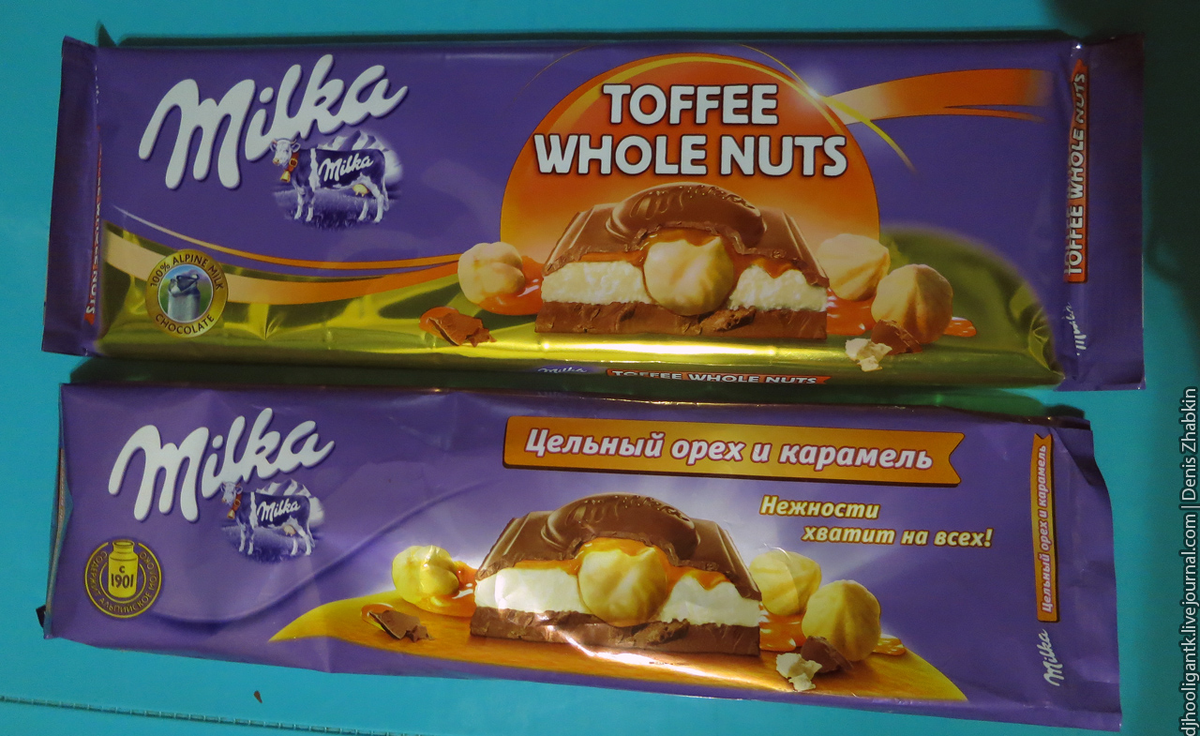 Milka
Milka
TOFFEE
WHOLE NUTS
100% ALPINE MILK
CHOCOLATE
TOFFEE WHOLE NUTS
Milka
Milka
TOFFEE WHOLE NUTS
Milka
Milka
Цельный орех и карамель
Нежности
хватит на всех!
с
1901
Цельный орех и карамель
Milka
djhooligantk.livejournal.com | Denis Zhabkin